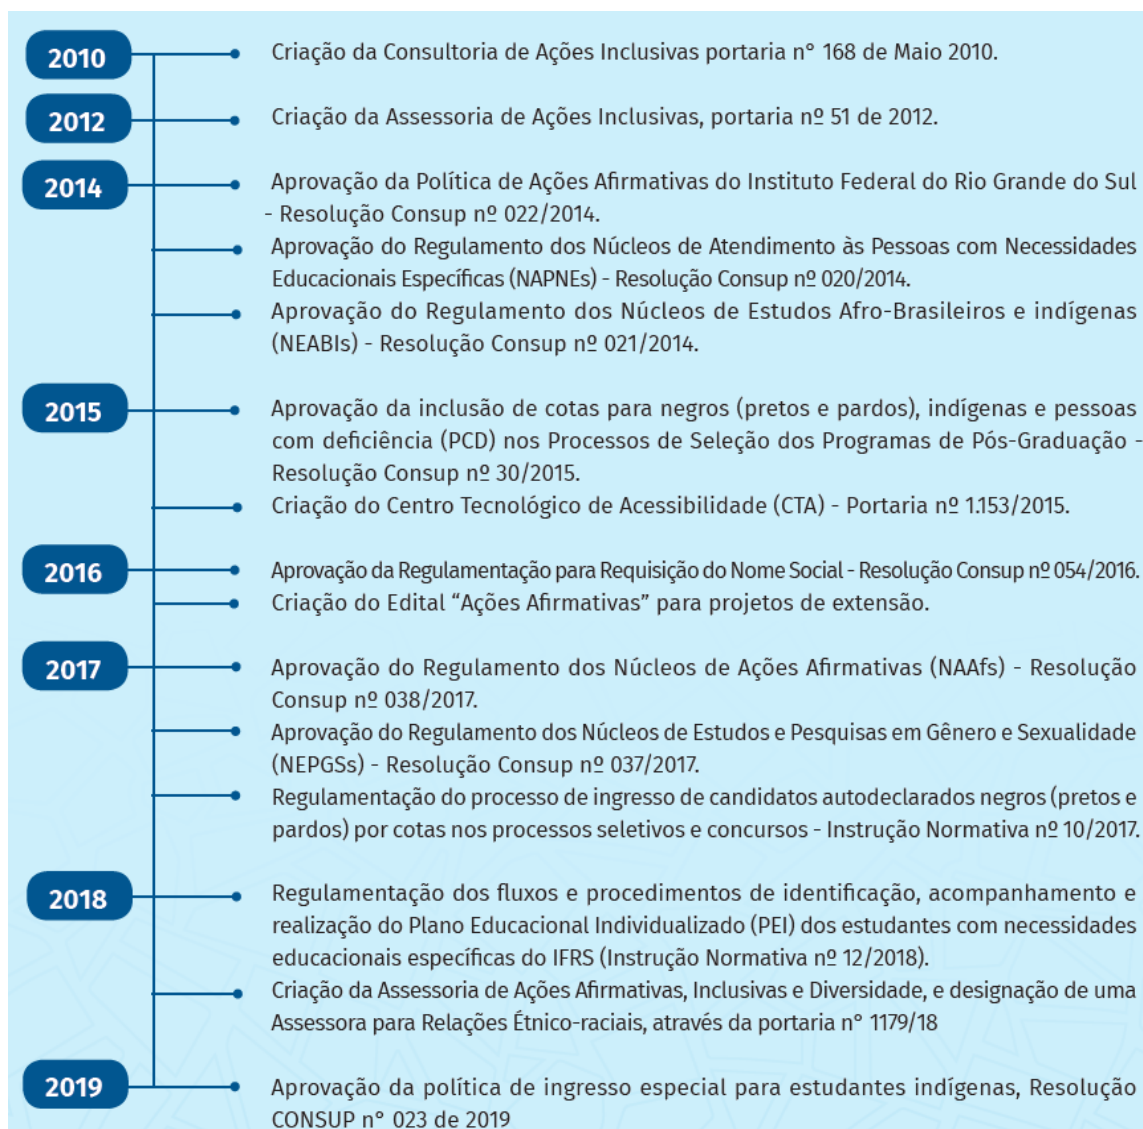 2010
Criação da Consultoria de Ações Inclusivas portaria n° 168 de Maio 2010.
2012
Criação da Assessoria de Ações Inclusivas, portaria nº 51 de 2012.
2014
Aprovação da Política de Ações Afirmativas do Instituto Federal do Rio Grande do Sul
- Resolução Consup nº 022/2014.
Aprovação do Regulamento dos Núcleos de Atendimento às Pessoas com Necessidades
Educacionais Específicas (NAPNEs) - Resolução Consup nº 020/2014.
Aprovação do Regulamento dos Núcleos de Estudos Afro-Brasileiros e indígenas
(NEABIs) - Resolução Consup nº 021/2014.
2015
Aprovação da inclusão de cotas para negros (pretos e pardos), indígenas e pessoas
com deficiência (PCD) nos Processos de Seleção dos Programas de Pós-Graduação -
Resolução Consup nº 30/2015.
Criação do Centro Tecnológico de Acessibilidade (CTA) - Portaria nº 1.153/2015.
2016
Aprovação da Regulamentação para Requisição do Nome Social - Resolução Consup nº 054/2016.
Criação do Edital “Ações Afirmativas” para projetos de extensão.
2017
Aprovação do Regulamento dos Núcleos de Ações Afirmativas (NAAfs) - Resolução
Consup nº 038/2017.
Aprovação do Regulamento dos Núcleos de Estudos e Pesquisas em Gênero e Sexualidade
(NEPGSs) - Resolução Consup nº 037/2017.
Regulamentação do processo de ingresso de candidatos autodeclarados negros (pretos e
pardos) por cotas nos processos seletivos e concursos - Instrução Normativa nº 10/2017.
2018
Regulamentação dos fluxos e procedimentos de identificação, acompanhamento e
realização do Plano Educacional Individualizado (PEI) dos estudantes com necessidades
educacionais específicas do IFRS (Instrução Normativa nº 12/2018).
Criação da Assessoria de Ações Afirmativas, Inclusivas e Diversidade, e designação de uma
Assessora para Relações Étnico-raciais, através da portaria n° 1179/18
2019
Aprovação da política de ingresso especial para estudantes indígenas, Resolução
CONSUP n° 023 de 2019